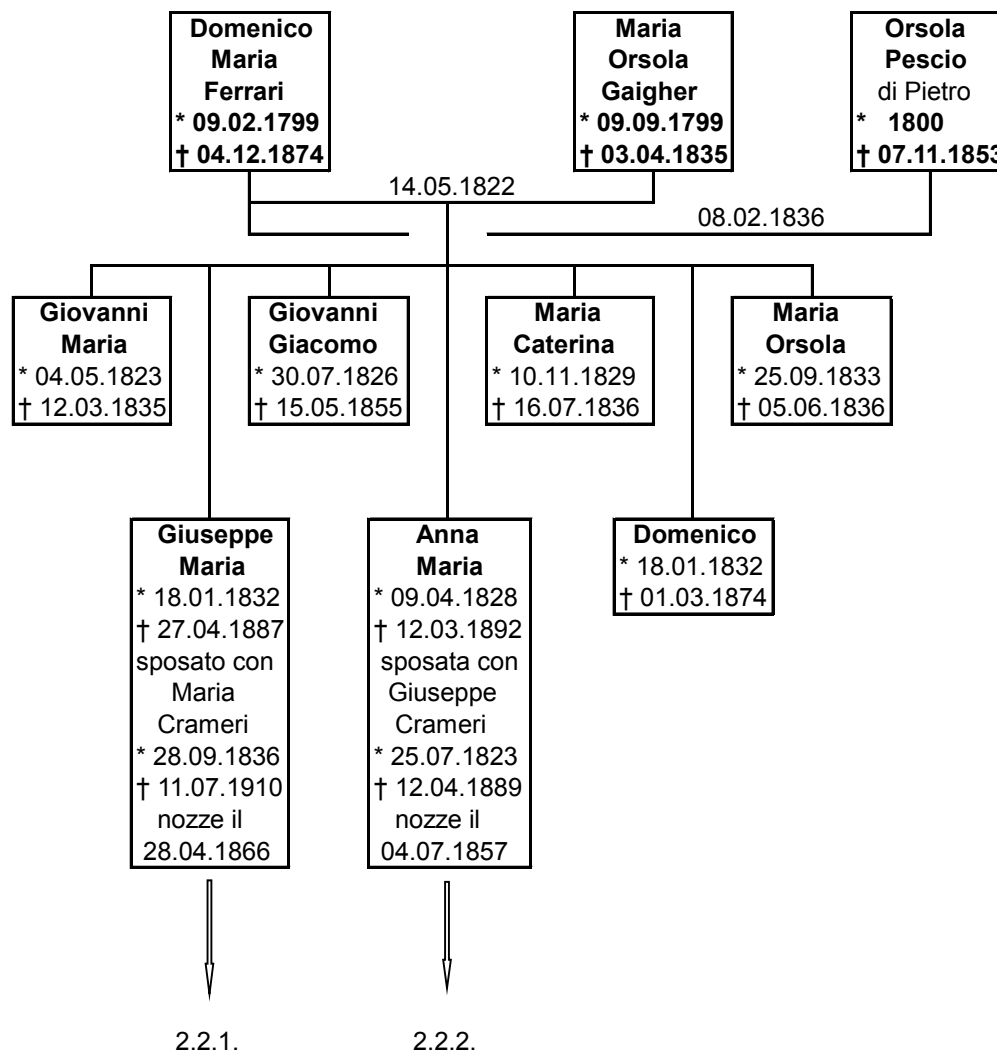 Domenico
Maria
Ferrari
* 09.02.1799
† 04.12.1874
Maria
Orsola
Gaigher
* 09.09.1799
† 03.04.1835
Orsola
Pescio
di Pietro
* 1800
† 07.11.1853
14.05.1822
08.02.1836
Giovanni
Maria
* 04.05.1823
† 12.03.1835
Giovanni
Giacomo
* 30.07.1826
† 15.05.1855
Maria
Caterina
* 10.11.1829
† 16.07.1836
Maria
Orsola
* 25.09.1833
† 05.06.1836
Giuseppe
Maria
* 18.01.1832
† 27.04.1887
sposato con
Maria
Crameri
* 28.09.1836
† 11.07.1910
nozze il
28.04.1866
Anna
Maria
* 09.04.1828
† 12.03.1892
sposata con
Giuseppe
Crameri
* 25.07.1823
† 12.04.1889
nozze il
04.07.1857
Domenico
* 18.01.1832
† 01.03.1874
2.2.1.
2.2.2.